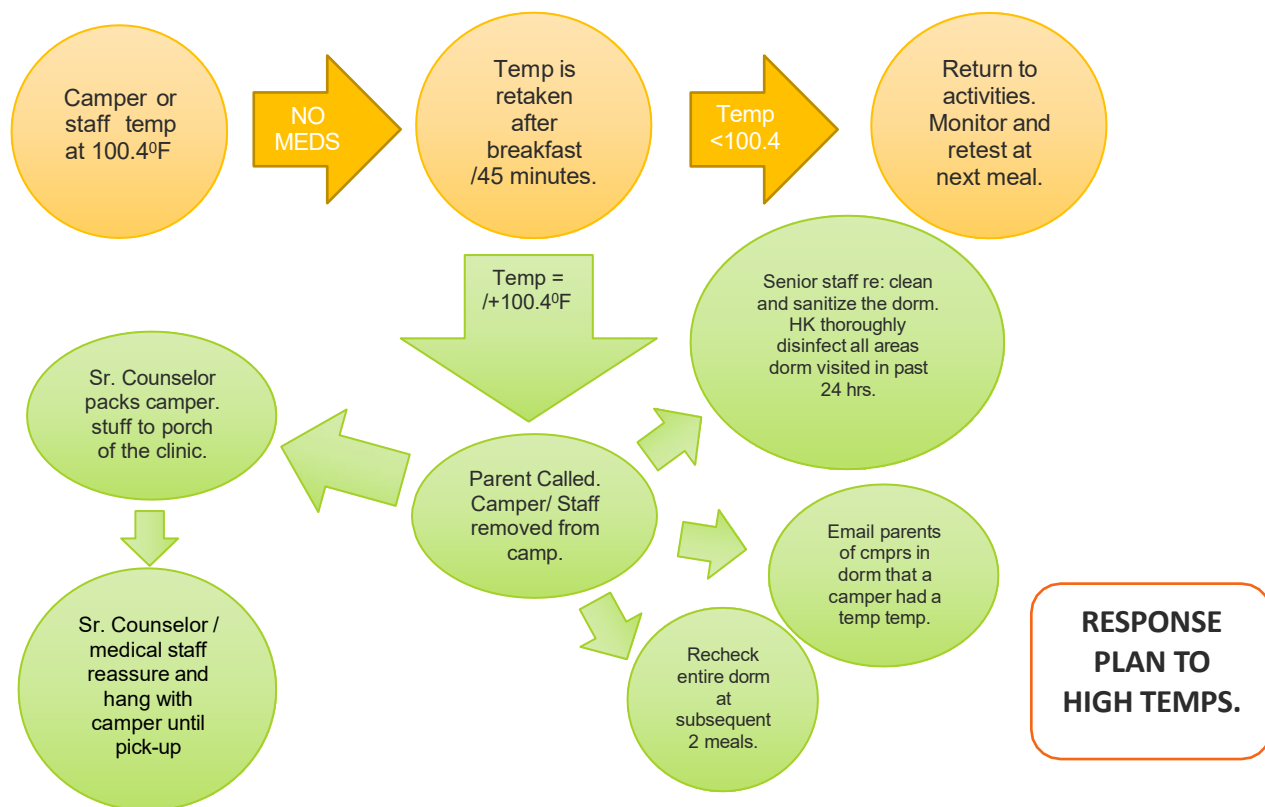 Camper or
staff temp
at 100.4⁰F
NO
MEDS
Temp is
retaken
after
breakfast
/45 minutes.
Temp
<100.4
Return to
activities.
Monitor and
retest at
next meal.
Temp =
/+100.4⁰F
Senior staff re: clean
and sanitize the dorm.
HK thoroughly
disinfect all areas
dorm visited in past
24 hrs.
Sr. Counselor
packs camper.
stuff to porch
of the clinic.
Parent Called.
Camper/ Staff
removed from
camp.
Email parents
of cmprs in
dorm that a
camper had a
temp temp.
Sr. Counselor /
medical staff
reassure and
hang with
camper until
pick-up
Recheck
entire dorm
at
subsequent
2 meals.
RESPONSE
PLAN TO
HIGH TEMPS.